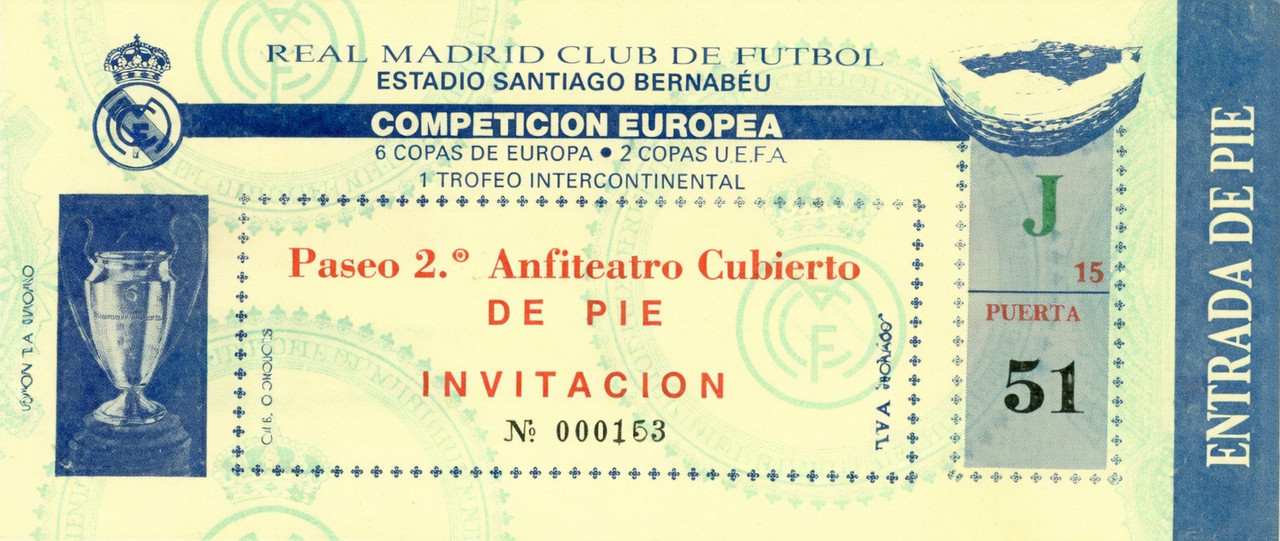 REAL MADRID CLUB DE FUTBOL
ESTADIO SANTIAGO BERNABÉU
COMPETICION EUROPEA
6 COPAS DE EUROPA • 2 COPAS U.E.F.A.
1 TROFEO INTERCONTINENTAL
Paseo 2.º Anfiteatro Cubierto
DE PIE
INVITACION
Nº 000153
J
15
PUERTA
51
ENTRADA DE PIE